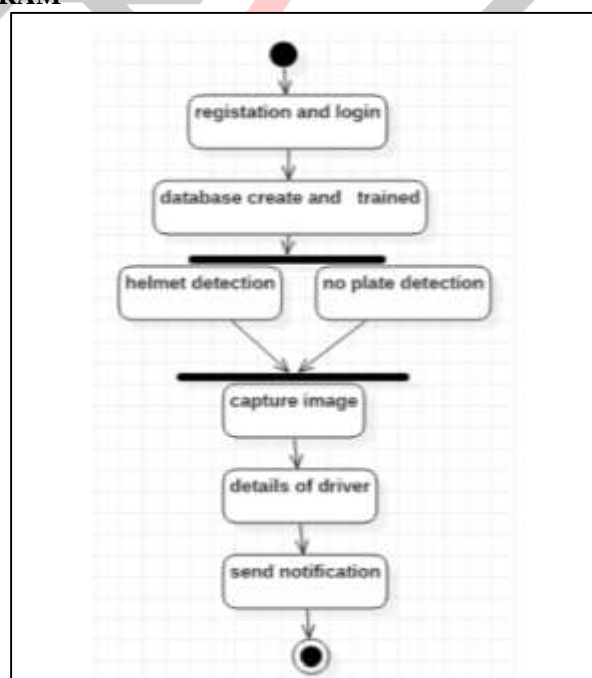 registation and login
database create and trained
helmet detection
no plate detection
capture image
details of driver
send notification